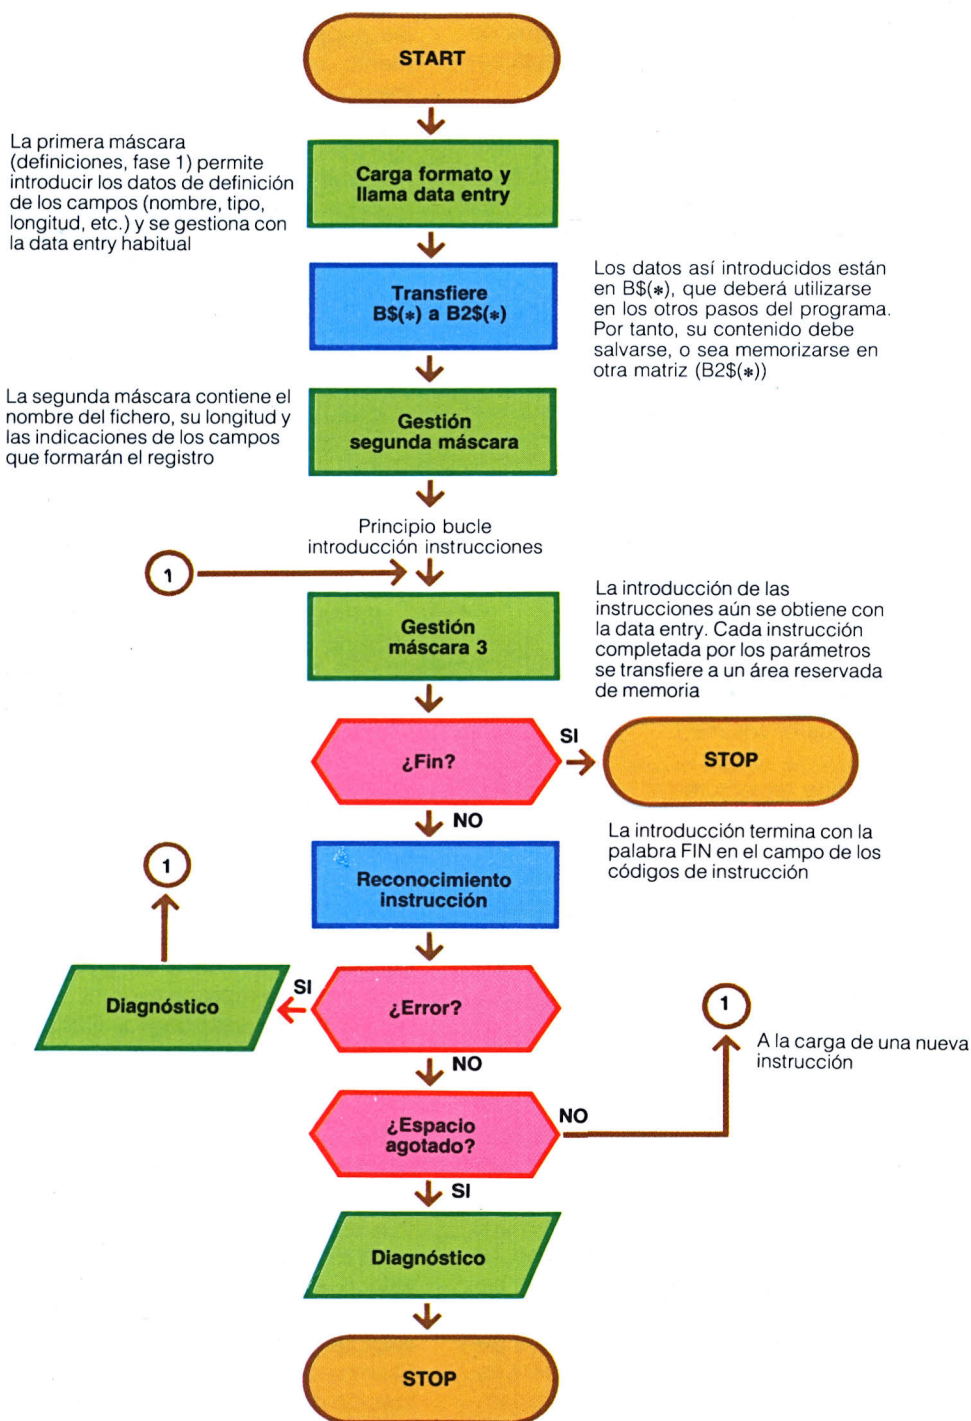 START
La primera máscara
(definiciones, fase 1) permite
introducir los datos de definición
de los campos (nombre, tipo,
longitud, etc.) y se gestiona con
la data entry habitual
Carga formato y
llama data entry
Transfiere
B$(*) a B2$(*)
Los datos así introducidos están
en B$(*), que deberá utilizarse
en los otros pasos del programa.
Por tanto, su contenido debe
salvarse, o sea memorizarse en
otra matriz (B2$(*))
La segunda máscara contiene el
nombre del fichero, su longitud y
las indicaciones de los campos
que formarán el registro
Gestión
segunda máscara
Principio bucle
introducción instrucciones
1
Gestión
máscara 3
La introducción de las
instrucciones aún se obtiene con
la data entry. Cada instrucción
completada por los parámetros
se transfiere a un área reservada
de memoria
¿Fin?
SI
STOP
NO
La introducción termina con la
palabra FIN en el campo de los
códigos de instrucción
1
Reconocimiento
instrucción
Diagnóstico
SI
¿Error?
1
A la carga de una nueva
instrucción
NO
¿Espacio
agotado?
NO
SI
Diagnóstico
STOP